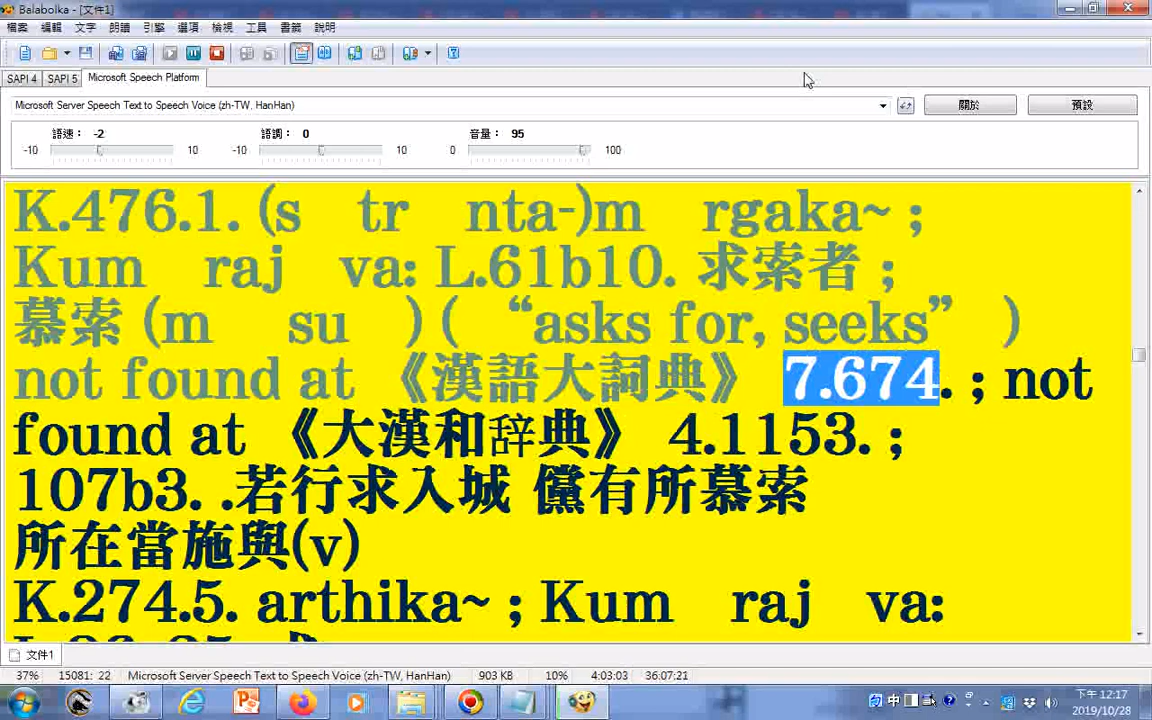 Balabolka - [文件1]
檔案 編輯 文字 朗讀 引擎 選項 檢視 工具 書籤 說明
SAPI 4 SAPI 5 Microsoft Speech Platform
Microsoft Server Speech Text to Speech Voice (zh-TW, HanHan) 關於 預設
語速： -2 語調： 0 音量： 95
-10 10 -10 10 0 100
K.476.1. (s tr nta-)m rgaka~ ;
Kum raj va: L.61b10. 求索者 ;
慕索 (m su ) ( “asks for, seeks” )
not found at 《漢語大詞典》 7.674. ; not
found at 《大漢和辞典》 4.1153. ;
107b3. .若行求入城 儻有所慕索
所在當施與(v)
K.274.5. arthika~ ; Kum raj va:
文件1
37% 15081: 22 Microsoft Server Speech Text to Speech Voice (zh-TW, HanHan) 903 KB 10% 4:03:03 36:07:21
中 下午 12:17
2019/10/28